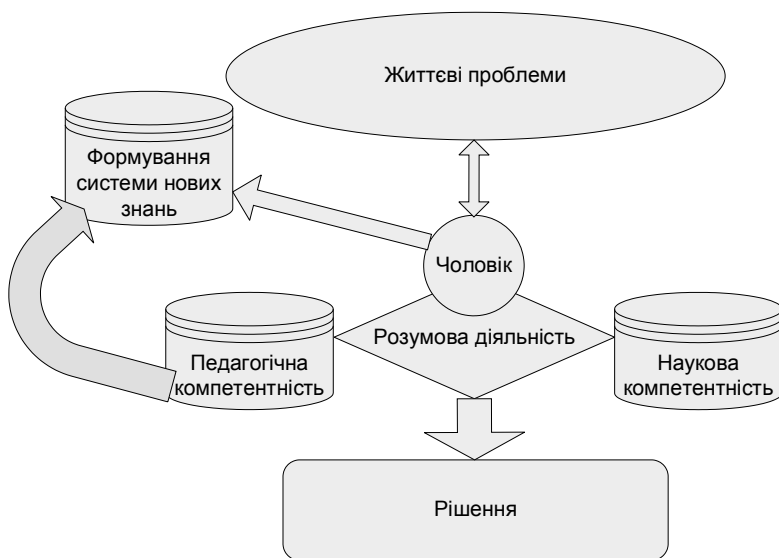 Життєві проблеми
Формування
системи нових
знань
Чоловік
Розумова діяльність
Педагогічна
компетентність
Наукова
компетентність
Рішення